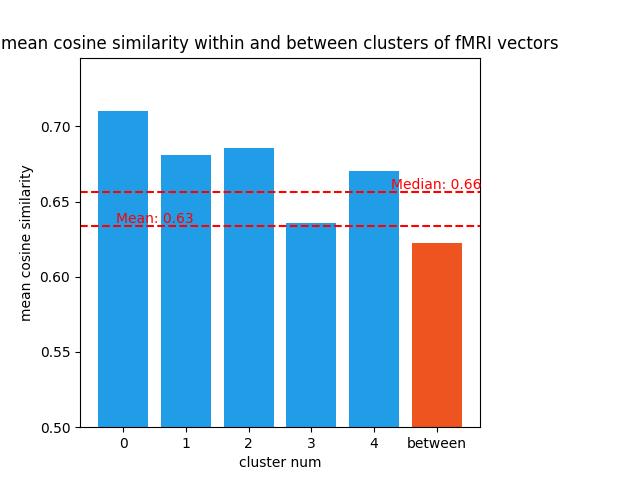 mean cosine similarity within and between clusters of fMRI vectors
mean cosine similarity
0.70
0.65
0.60
0.55
0.50
Median: 0.66
Mean: 0.63
0 1 2 3 4 between
cluster num